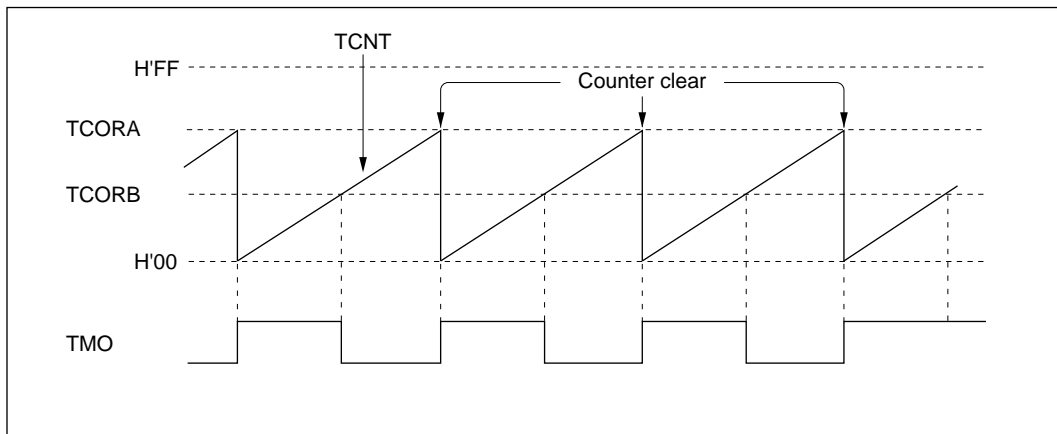 TCNT
H'FF
Counter clear
TCORA
TCORB
H'00
TMO